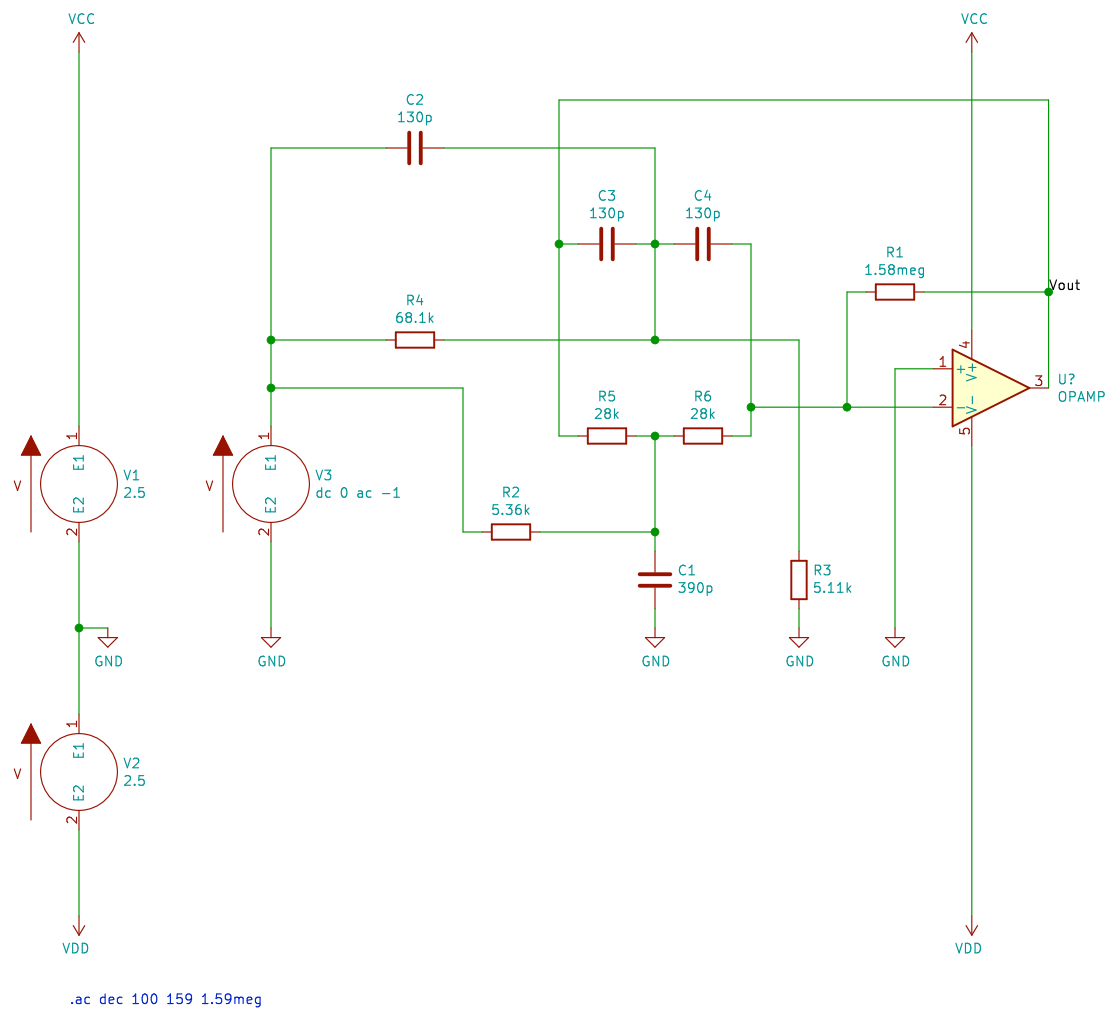 VCC
VCC
C2
130p
C3
130p
C4
130p
R1
1.58meg
Vout
R4
68.1k
4
V+
1
+
3
U?
OPAMP
2
-
V-
5
R5
28k
R6
28k
1
E1
V
V1
2.5
E2
2
1
E1
V
V3
dc 0 ac -1
E2
2
R2
5.36k
C1
390p
R3
5.11k
GND
GND
GND
GND
GND
1
E1
V
V2
2.5
E2
2
VDD
VDD
.ac dec 100 159 1.59meg